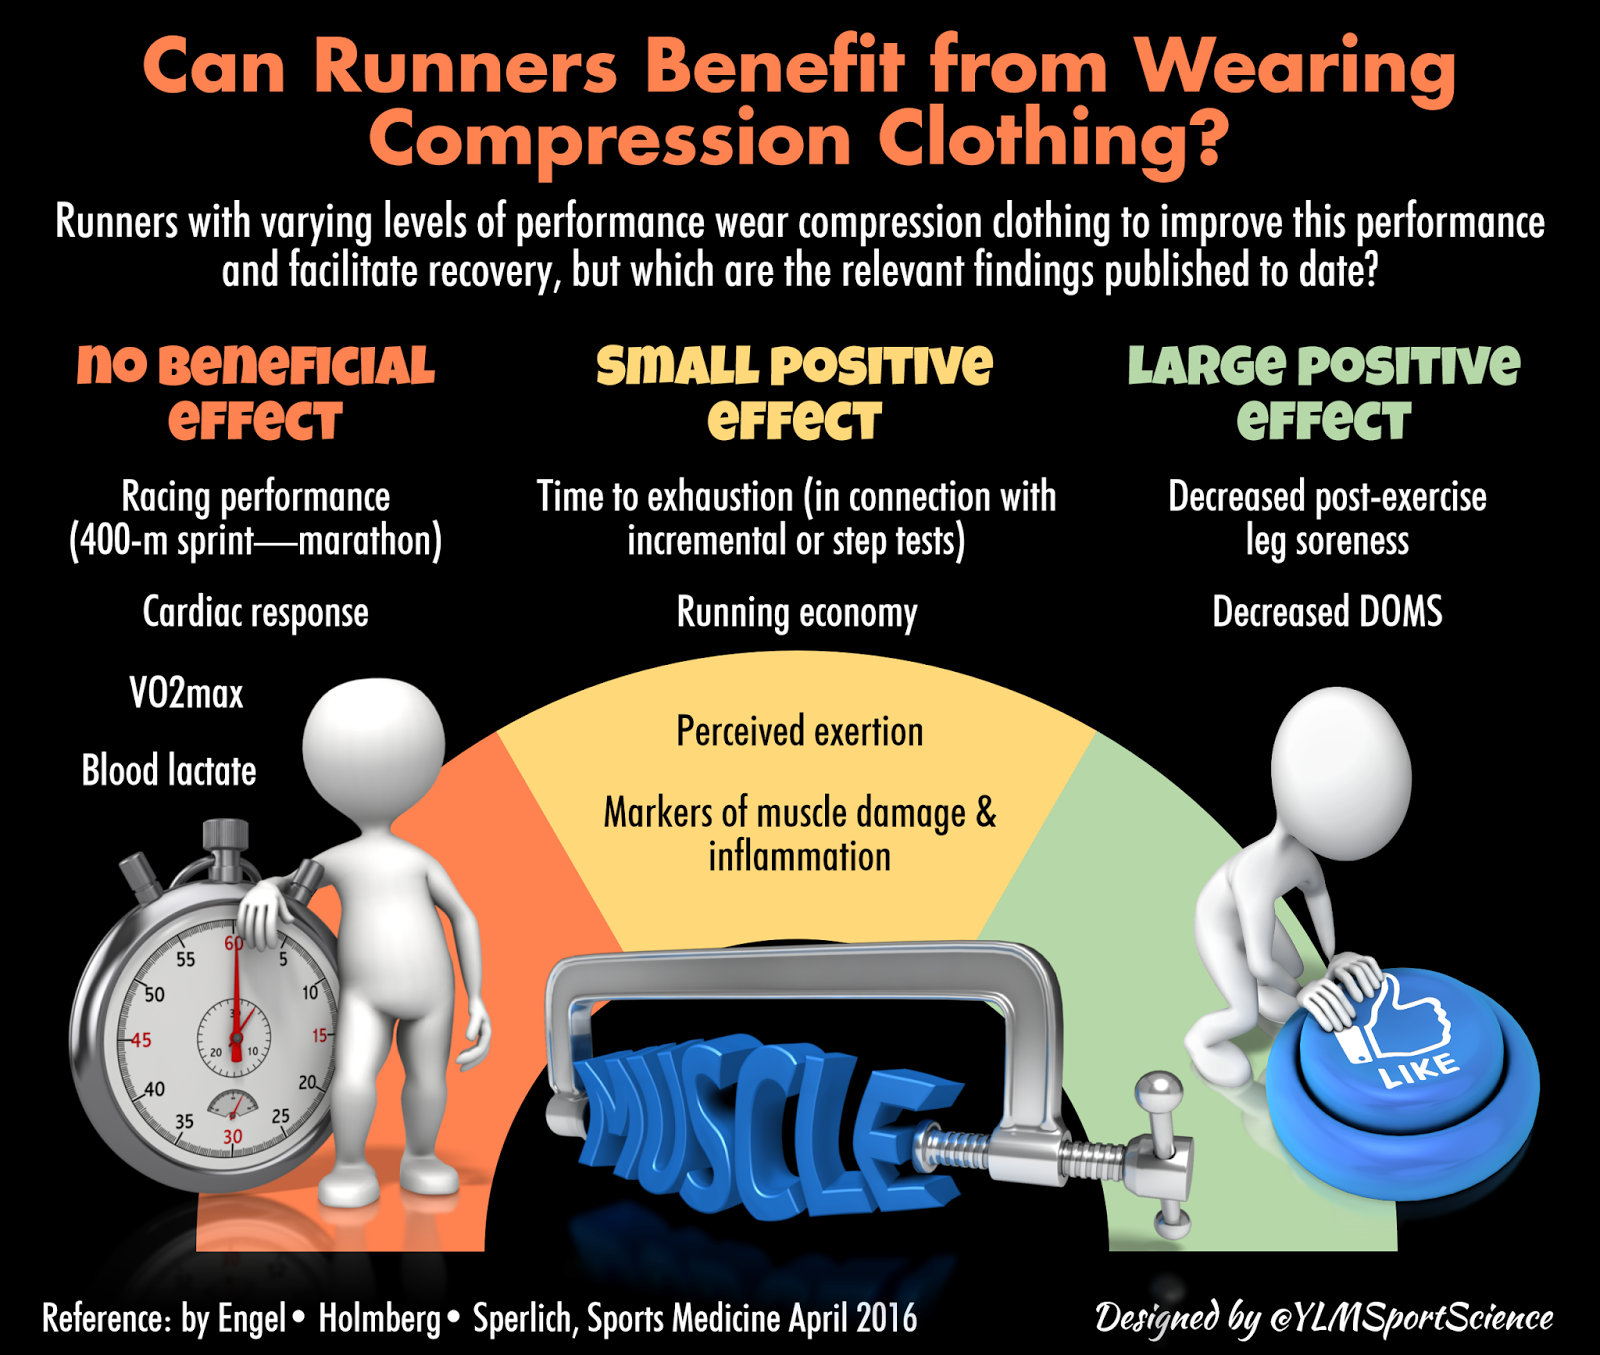 Can Runners Benefit from Wearing
Compression Clothing?
Runners with varying levels of performance wear compression clothing to improve this performance
and facilitate recovery, but which are the relevant findings published to date?
NO BENEFICIAL
EFFECT
Racing performance
(400-m sprint—marathon)
Cardiac response
VO2max
Blood lactate
SMALL POSITIVE
EFFECT
Time to exhaustion (in connection with
incremental or step tests)
Running economy
Perceived exertion
Markers of muscle damage &
inflammation
LARGE POSITIVE
EFFECT
Decreased post-exercise
leg soreness
Decreased DOMS
60
5
10
15
20
25
30
35
40
45
50
55
20
10
MUSCLE
LIKE
Reference: by Engel• Holmberg• Sperlich, Sports Medicine April 2016
Designed by @YLMSportScience